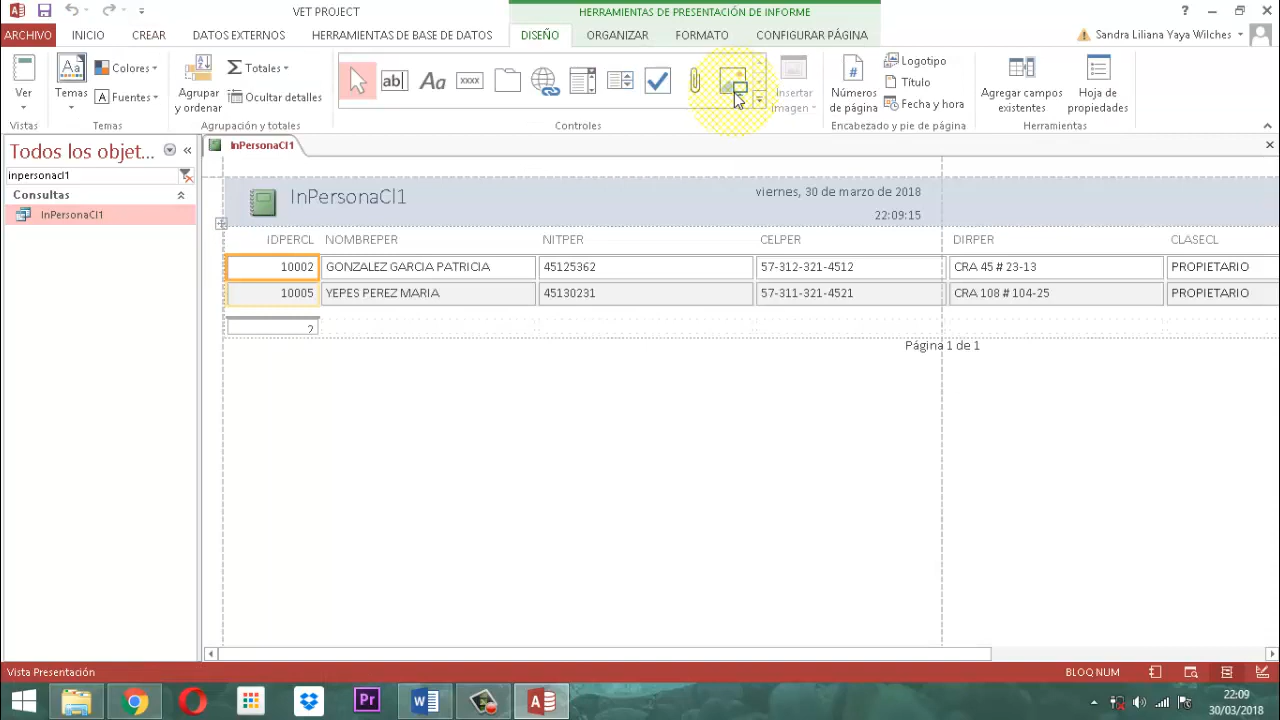 VET PROJECT
HERRAMIENTAS DE PRESENTACIÓN DE INFORME
?
ARCHIVO INICIO CREAR DATOS EXTERNOS HERRAMIENTAS DE BASE DE DATOS DISEÑO ORGANIZAR FORMATO CONFIGURAR PÁGINA Sandra Liliana Yaya Wilches
Ver
Vistas
Temas
Colores
Fuentes
Temas
Agrupar y ordenar
Totales
Ocultar detalles
Agrupación y totales
ab
Aa
xxxx
Controles
Insertar imagen
Números de página
Logotipo
Título
Fecha y hora
Encabezado y pie de página
Agregar campos existentes
Hoja de propiedades
Herramientas
Todos los objet...
inpersonacl1
Consultas
InPersonaCl1
InPersonaCl1
InPersonaCl1
viernes, 30 de marzo de 2018
22:09:15
IDPERCL NOMBREPER NITPER CELPER DIRPER CLASECL
10002 GONZALEZ GARCIA PATRICIA 45125362 57-312-321-4512 CRA 45 # 23-13 PROPIETARIO
10005 YEPES PEREZ MARIA 45130231 57-311-321-4521 CRA 108 # 104-25 PROPIETARIO
2
Página 1 de 1
Vista Presentación
BLOQ NUM
Pr
22:09
30/03/2018